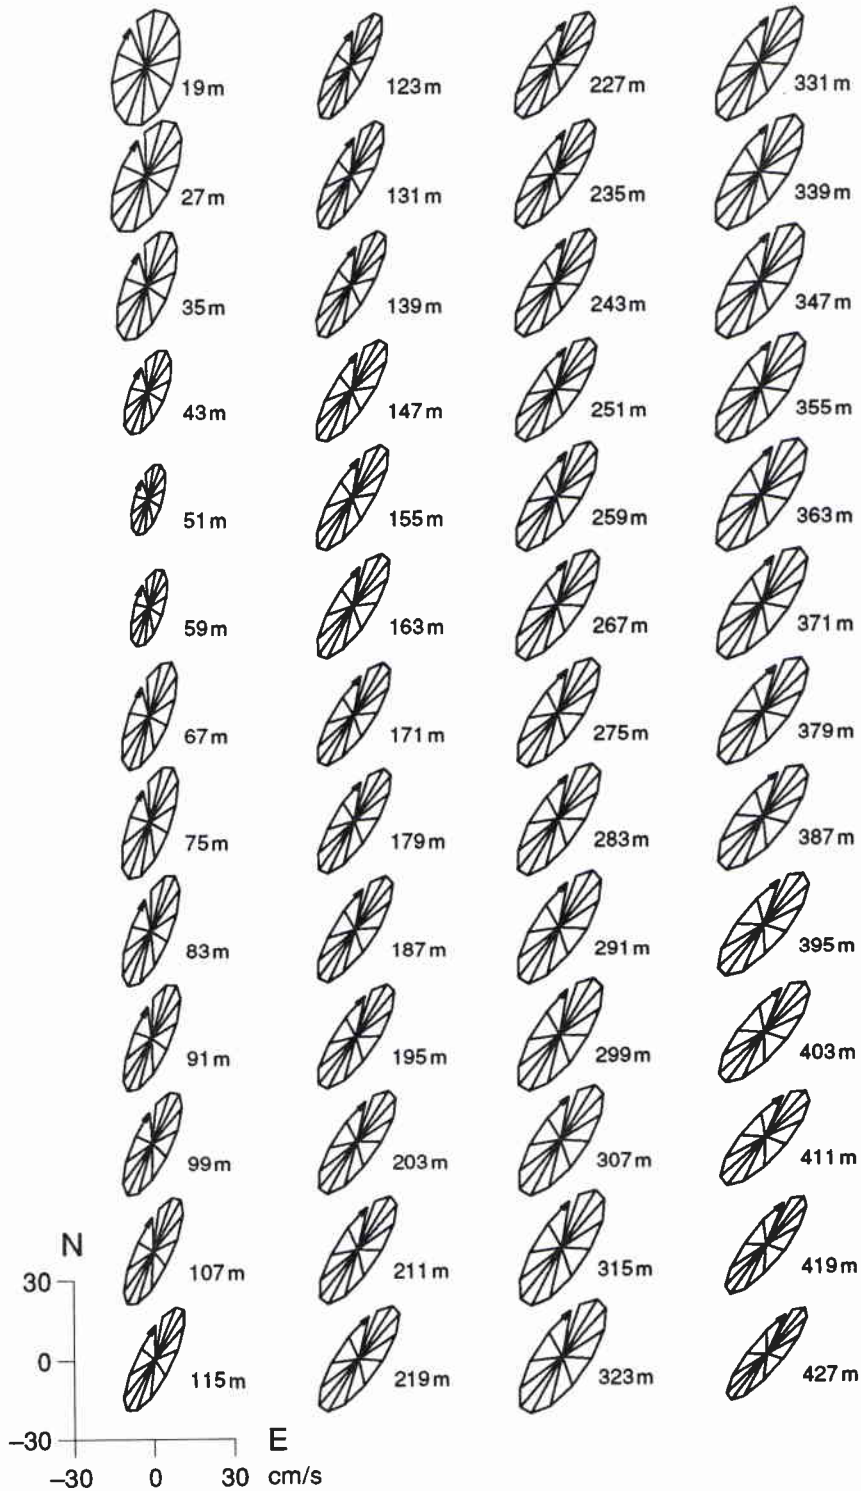 19m 123m 227m 331m
27m 131m 235m 339m
35m 139m 243m 347m
43m 147m 251m 355m
51m 155m 259m 363m
59m 163m 267m 371m
67m 171m 275m 379m
75m 179m 283m 387m
83m 187m 291m 395m
91m 195m 299m 403m
99m 203m 307m 411m
N
107m 211m 315m 419m
30
0
115m 219m 323m 427m
-30
E
-30 0 30 cm/s